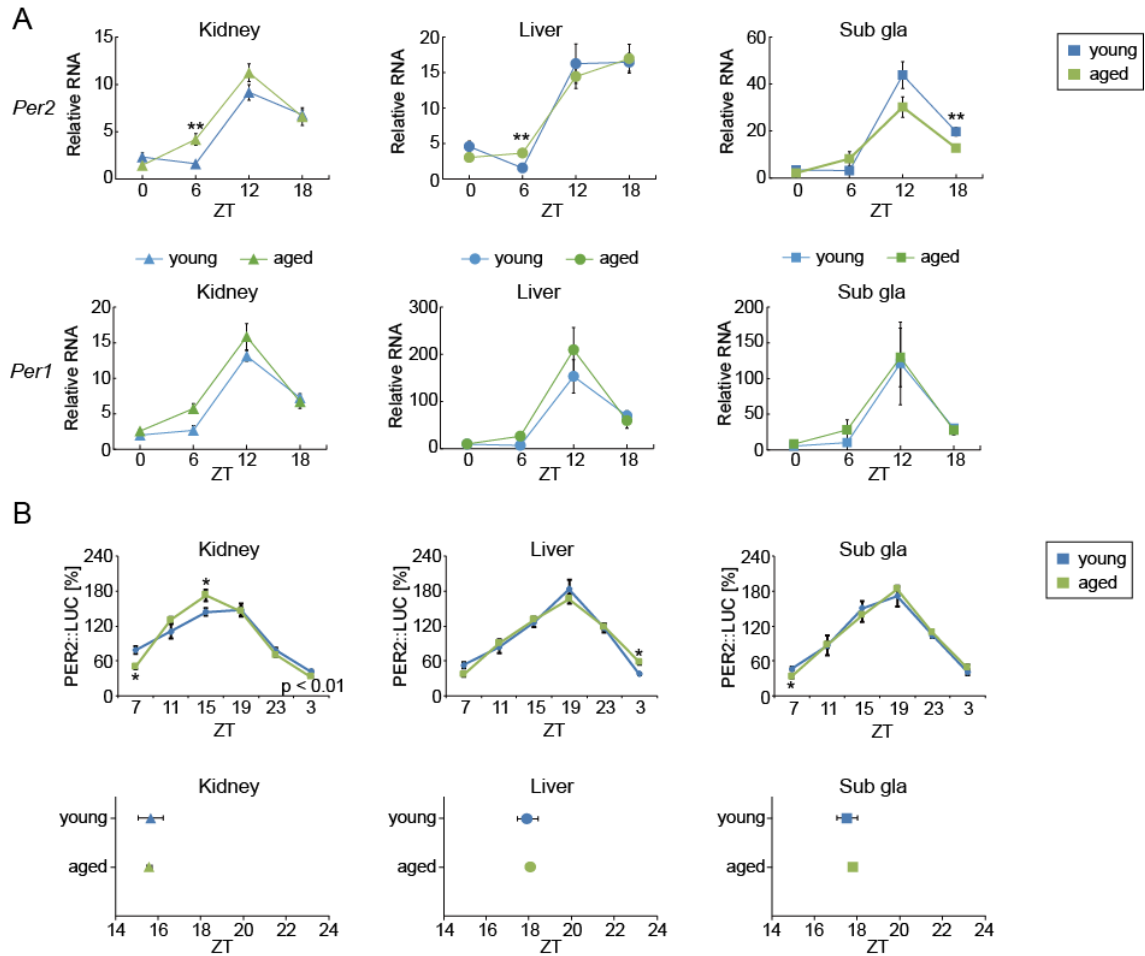 A
Kidney
Liver
Sub gla
young
aged
Per2
Relative RNA
15
10
5
0
**
0 6 12 18
ZT
Relative RNA
20
15
10
5
0
**
0 6 12 18
ZT
Relative RNA
60
40
20
0
**
0 6 12 18
ZT
young aged
young aged
young aged
Kidney
Liver
Sub gla
Per1
Relative RNA
20
15
10
5
0
0 6 12 18
ZT
Relative RNA
300
200
100
0
0 6 12 18
ZT
Relative RNA
200
150
100
50
0
0 6 12 18
ZT
B
Kidney
Liver
Sub gla
young
aged
PER2::LUC [%]
240
180
120
60
0
*
*
p < 0.01
7 11 15 19 23 3
ZT
PER2::LUC [%]
240
180
120
60
0
*
7 11 15 19 23 3
ZT
PER2::LUC [%]
240
180
120
60
0
*
7 11 15 19 23 3
ZT
Kidney
young
aged
14 16 18 20 22 24
ZT
Liver
young
aged
14 16 18 20 22 24
ZT
Sub gla
young
aged
14 16 18 20 22 24
ZT